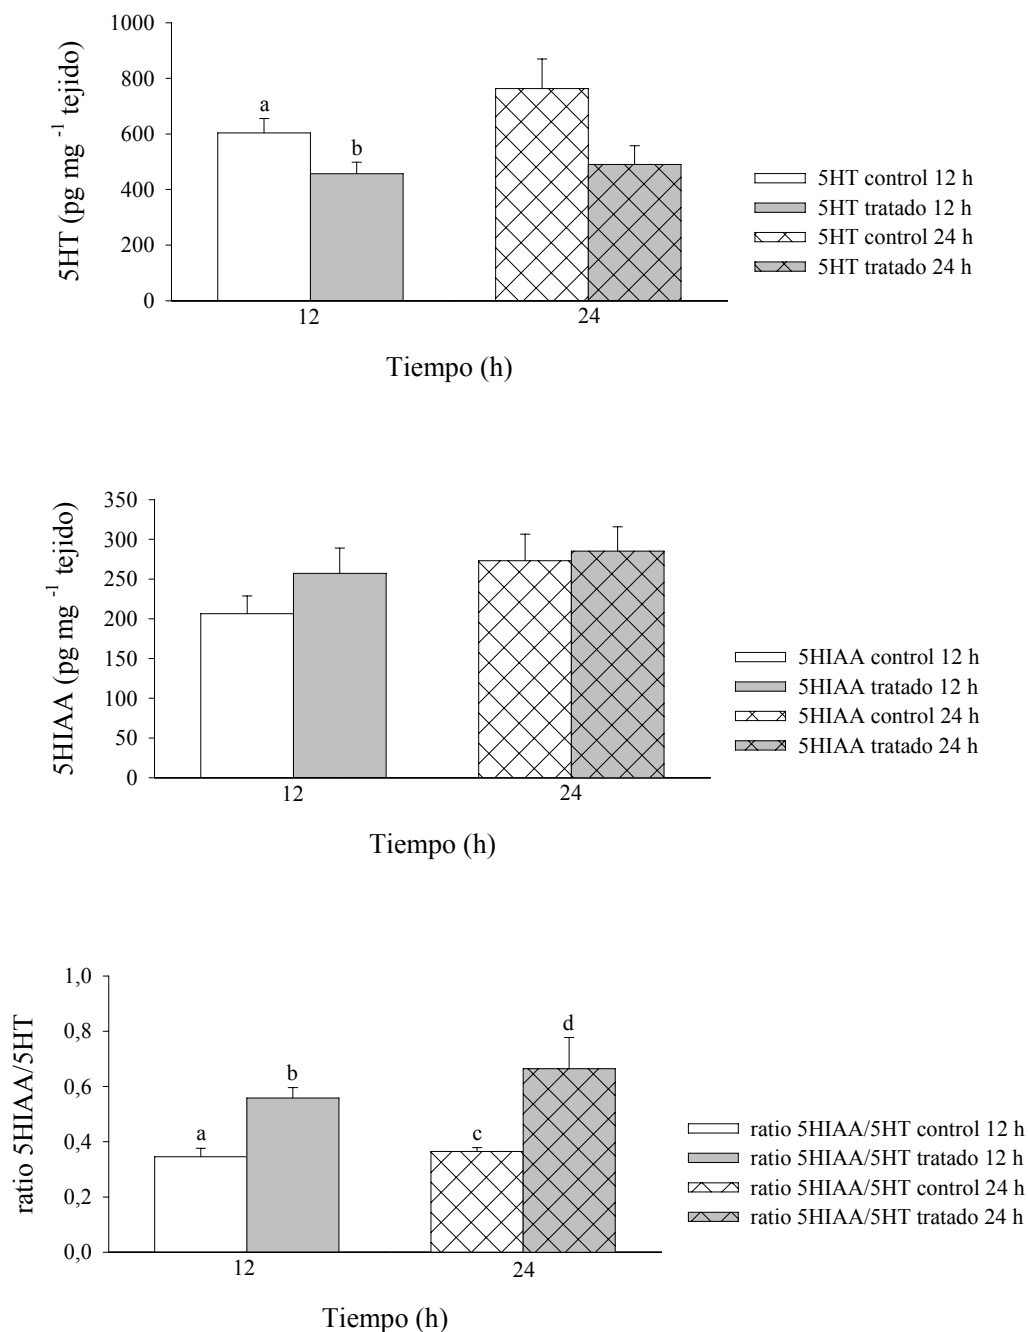 1000
800
600
400
200
0
5HT (pg mg -1 tejido)
a
b
12
24
Tiempo (h)
5HT control 12 h
5HT tratado 12 h
5HT control 24 h
5HT tratado 24 h
350
300
250
200
150
100
50
0
5HIAA (pg mg -1 tejido)
12
24
Tiempo (h)
5HIAA control 12 h
5HIAA tratado 12 h
5HIAA control 24 h
5HIAA tratado 24 h
1,0
0,8
0,6
0,4
0,2
0,0
ratio 5HIAA/5HT
a
b
c
d
12
24
Tiempo (h)
ratio 5HIAA/5HT control 12 h
ratio 5HIAA/5HT tratado 12 h
ratio 5HIAA/5HT control 24 h
ratio 5HIAA/5HT tratado 24 h